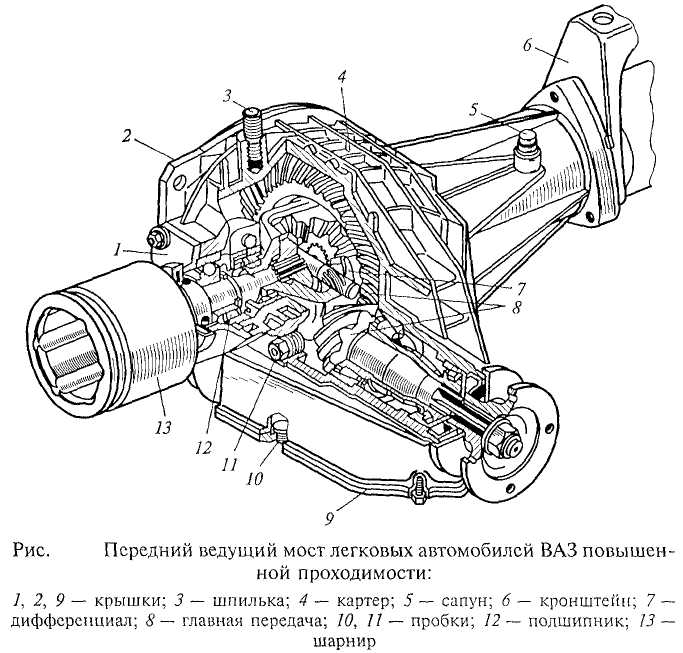 6
4
3
5
2
1
7
8
13
12
11
10
9
Рис. Передний ведущий мост легковых автомобилей ВАЗ повышен-
ной проходимости:
1, 2, 9 — крышки; 3 — шпилька; 4 — картер; 5 — сапун; 6 — кронштейн; 7 —
дифференциал; 8 — главная передача; 10, 11 — пробки; 12 — подшипник; 13 —
шарнир